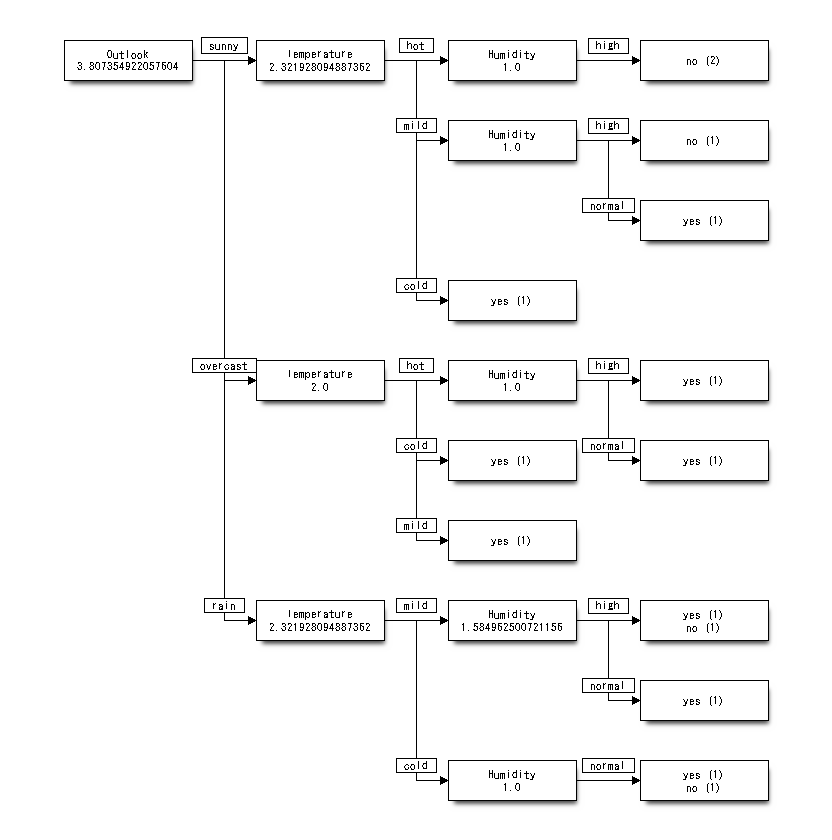 Outlook
3.807354922057604
sunny
Temperature
2.321928094887362
hot
Humidity
1.0
high
no (2)
mild
Humidity
1.0
high
no (1)
normal
yes (1)
cold
yes (1)
overcast
Temperature
2.0
hot
Humidity
1.0
high
yes (1)
cold
yes (1)
normal
yes (1)
mild
yes (1)
rain
Temperature
2.321928094887362
mild
Humidity
1.584962500721156
high
yes (1)
no (1)
normal
yes (1)
cold
Humidity
1.0
normal
yes (1)
no (1)